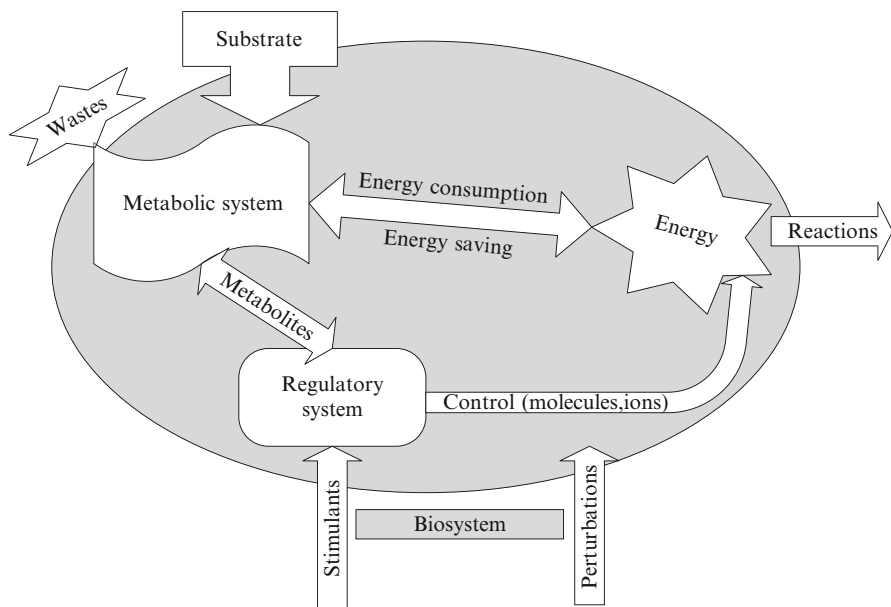 Substrate
Wastes
Metabolic system
Energy consumption
Energy saving
Energy
Reactions
Metabolites
Regulatory
system
Control (molecules,ions)
Stimulants
Biosystem
Perturbations